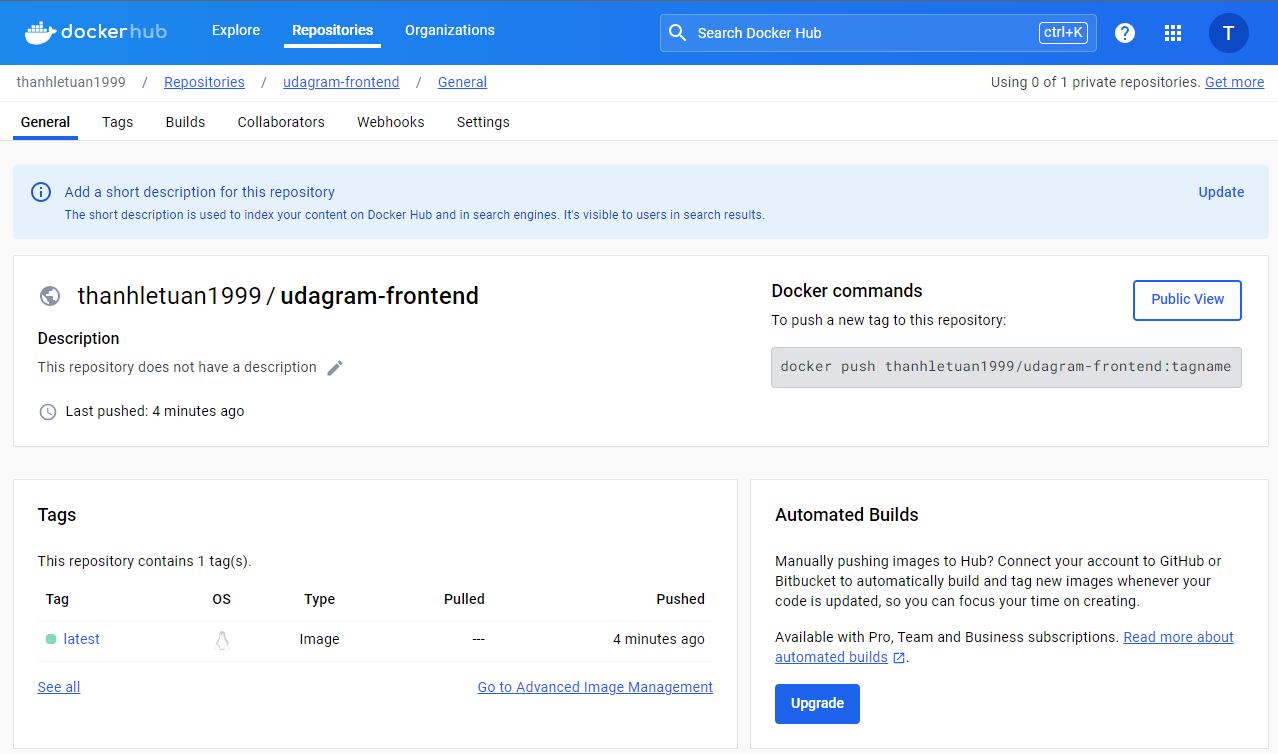 docker hub
Explore
Repositories
Organizations
Search Docker Hub
ctrl+K
?
T
thanhletuan1999 / Repositories / udagram-frontend / General
Using 0 of 1 private repositories. Get more
General
Tags
Builds
Collaborators
Webhooks
Settings
Add a short description for this repository
Update
The short description is used to index your content on Docker Hub and in search engines. It's visible to users in search results.
thanhletuan1999 / udagram-frontend
Description
This repository does not have a description
Last pushed: 4 minutes ago
Docker commands
Public View
To push a new tag to this repository:
docker push thanhletuan1999/udagram-frontend:tagname
Tags
This repository contains 1 tag(s).
Tag OS Type Pulled Pushed
latest Image --- 4 minutes ago
See all
Go to Advanced Image Management
Automated Builds
Manually pushing images to Hub? Connect your account to GitHub or
Bitbucket to automatically build and tag new images whenever your
code is updated, so you can focus your time on creating.
Available with Pro, Team and Business subscriptions. Read more about
automated builds.
Upgrade